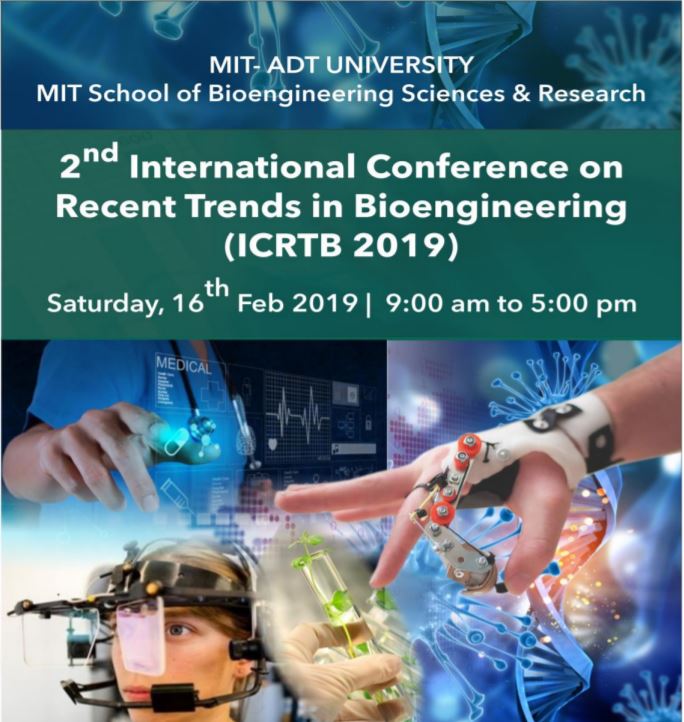 MIT- ADT UNIVERSITY
MIT School of Bioengineering Sciences & Research
2nd International Conference on
Recent Trends in Bioengineering
(ICRTB 2019)
Saturday, 16th Feb 2019 | 9:00 am to 5:00 pm
MEDICAL